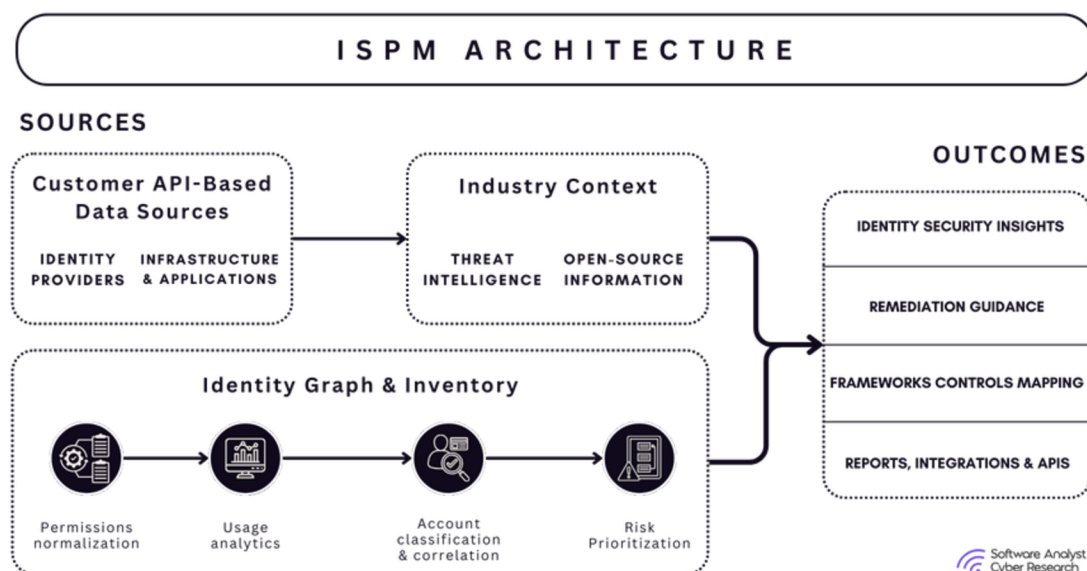 ISPM ARCHITECTURE
SOURCES
Customer API-Based
Data Sources
IDENTITY
PROVIDERS
INFRASTRUCTURE
& APPLICATIONS
Industry Context
THREAT
INTELLIGENCE
OPEN-SOURCE
INFORMATION
Identity Graph & Inventory
Permissions
normalization
Usage
analytics
Account
classification
& correlation
Risk
Prioritization
OUTCOMES
IDENTITY SECURITY INSIGHTS
REMEDIATION GUIDANCE
FRAMEWORKS CONTROLS MAPPING
REPORTS, INTEGRATIONS & APIS
Software Analyst
Cyber Research